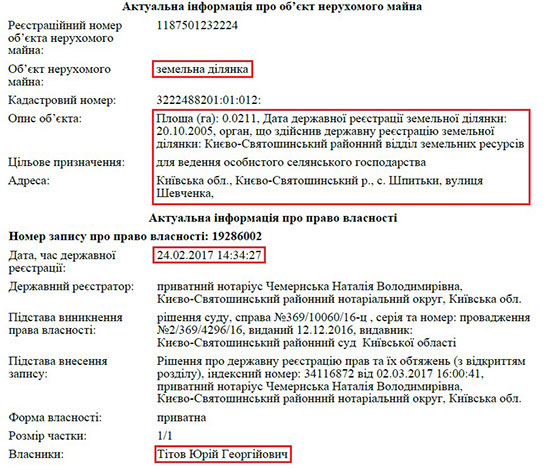 Актуальна інформація про об’єкт нерухомого майна
Реєстраційний номер 1187501232224
об’єкта нерухомого
майна:
Об’єкт нерухомого земельна ділянка
майна:
Кадастровий номер: 3222488201:01:012:
Опис об’єкта: Площа (га): 0.0211, Дата державної реєстрації земельної ділянки:
20.10.2005, орган, що здійснив державну реєстрацію земельної
ділянки: Києво-Святошинський районний відділ земельних ресурсів
Цільове призначення: для ведення особистого селянського господарства
Адреса: Київська обл., Києво-Святошинський р., с. Шпитьки, вулиця
Шевченка,
Актуальна інформація про право власності
Номер запису про право власності: 19286002
Дата, час державної 24.02.2017 14:34:27
реєстрації:
Державний реєстратор: приватний нотаріус Чемериська Наталія Володимирівна,
Києво-Святошинський районний нотаріальний округ, Київська обл.
Підстава виникнення рішення суду, справа №369/10060/16-ц , серія та номер: провадження
права власності: №2/369/4296/16, виданий 12.12.2016, видавник:
Києво-Святошинський районний суд Київської області
Підстава внесення Рішення про державну реєстрацію прав та їх обтяжень (з відкриттям
запису: розділу), індексний номер: 34116872 від 02.03.2017 16:00:41,
приватний нотаріус Чемериська Наталія Володимирівна,
Києво-Святошинський районний нотаріальний округ, Київська обл.
Форма власності: приватна
Розмір частки: 1/1
Власники: Тітов Юрій Георгійович